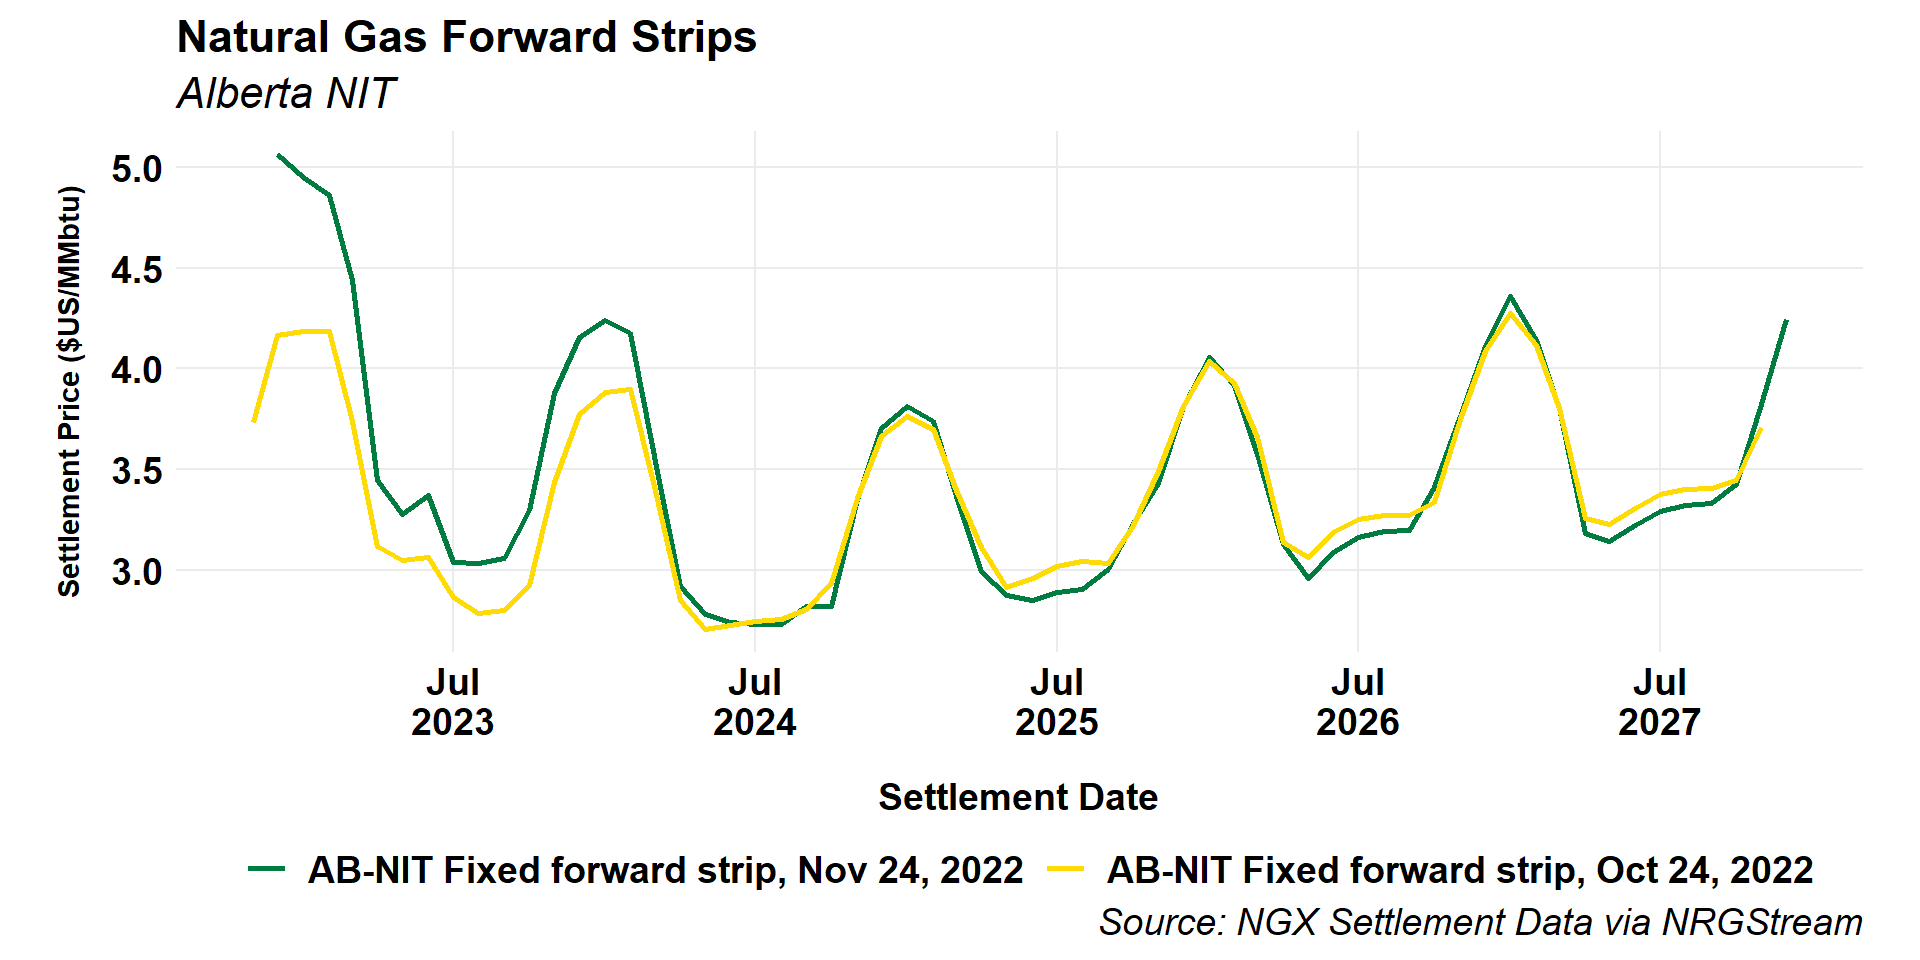 Natural Gas Forward Strips
Alberta NIT
Settlement Price ($US/MMbtu)
5.0
4.5
4.0
3.5
3.0
Jul
2023
Jul
2024
Jul
2025
Jul
2026
Jul
2027
Settlement Date
AB-NIT Fixed forward strip, Nov 24, 2022
AB-NIT Fixed forward strip, Oct 24, 2022
Source: NGX Settlement Data via NRGStream